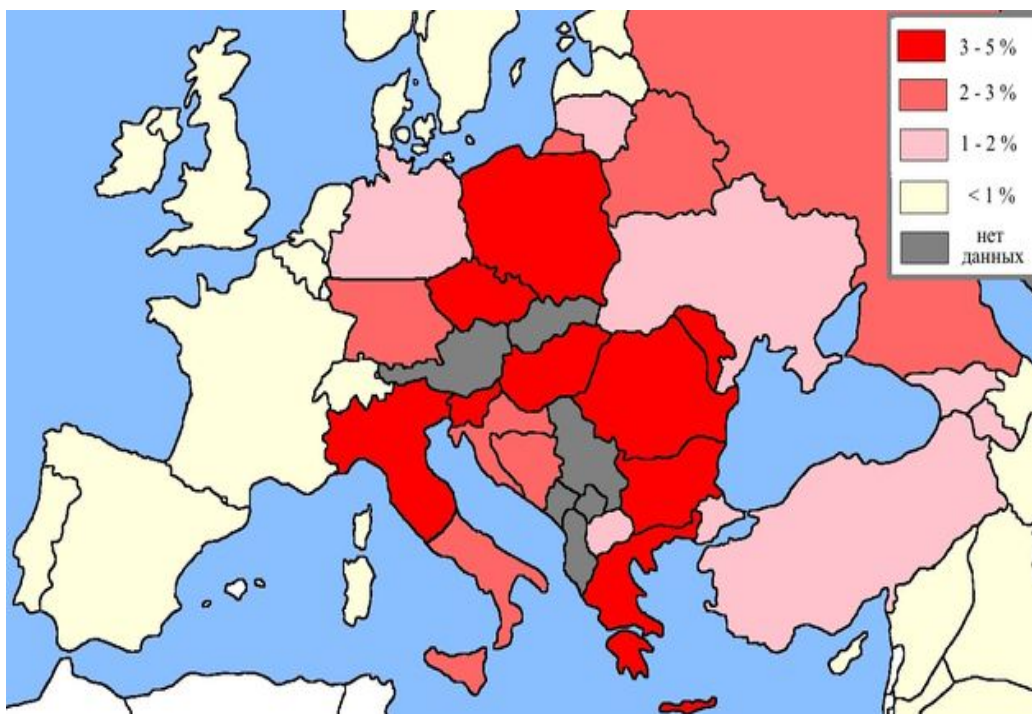 3 - 5 %
2 - 3 %
1 - 2 %
< 1 %
нет
данных